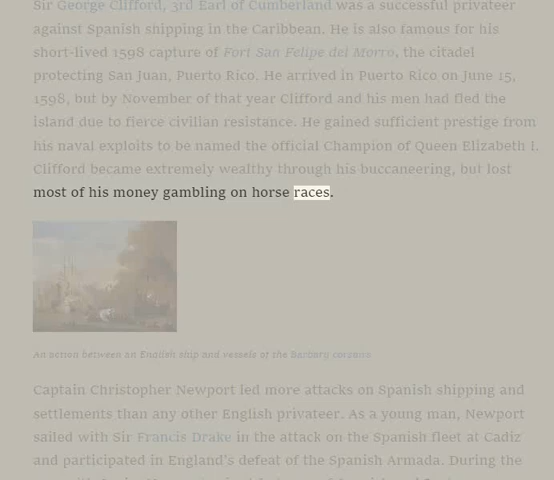 Sir George Clifford, 3rd Earl of Cumberland was a successful privateer
against Spanish shipping in the Caribbean. He is also famous for his
short-lived 1598 capture of Fort San Felipe del Morro, the citadel
protecting San Juan, Puerto Rico. He arrived in Puerto Rico on June 15,
1598, but by November of that year Clifford and his men had fled the
island due to fierce civilian resistance. He gained sufficient prestige from
his naval exploits to be named the official Champion of Queen Elizabeth I.
Clifford became extremely wealthy through his buccaneering, but lost
most of his money gambling on horse races.
An action between an English ship and vessels of the Barbary corsairs
Captain Christopher Newport led more attacks on Spanish shipping and
settlements than any other English privateer. As a young man, Newport
sailed with Sir Francis Drake in the attack on the Spanish fleet at Cadiz
and participated in England's defeat of the Spanish Armada. During the